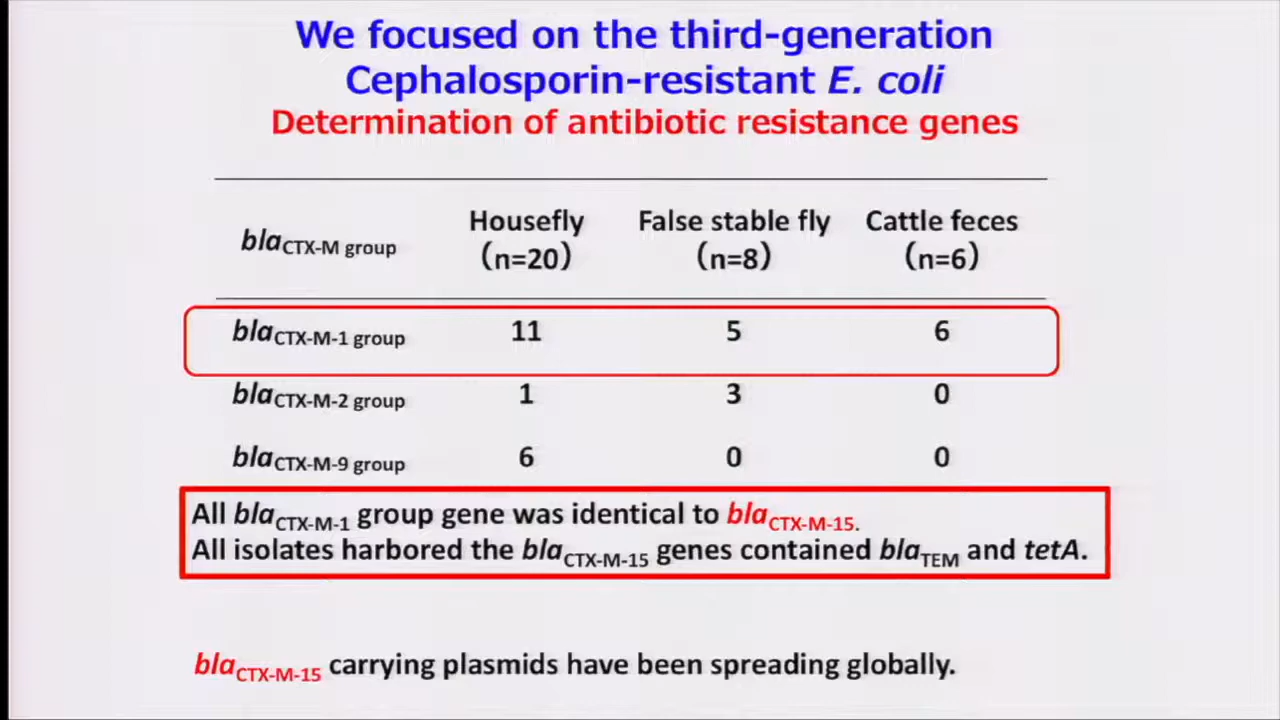 We focused on the third-generation
Cephalosporin-resistant E. coli
Determination of antibiotic resistance genes
blaCTX-M group Housefly (n=20) False stable fly (n=8) Cattle feces (n=6)
blaCTX-M-1 group 11 5 6
blaCTX-M-2 group 1 3 0
blaCTX-M-9 group 6 0 0
All blaCTX-M-1 group gene was identical to blaCTX-M-15.
All isolates harbored the blaCTX-M-15 genes contained blaTEM and tetA.
blaCTX-M-15 carrying plasmids have been spreading globally.